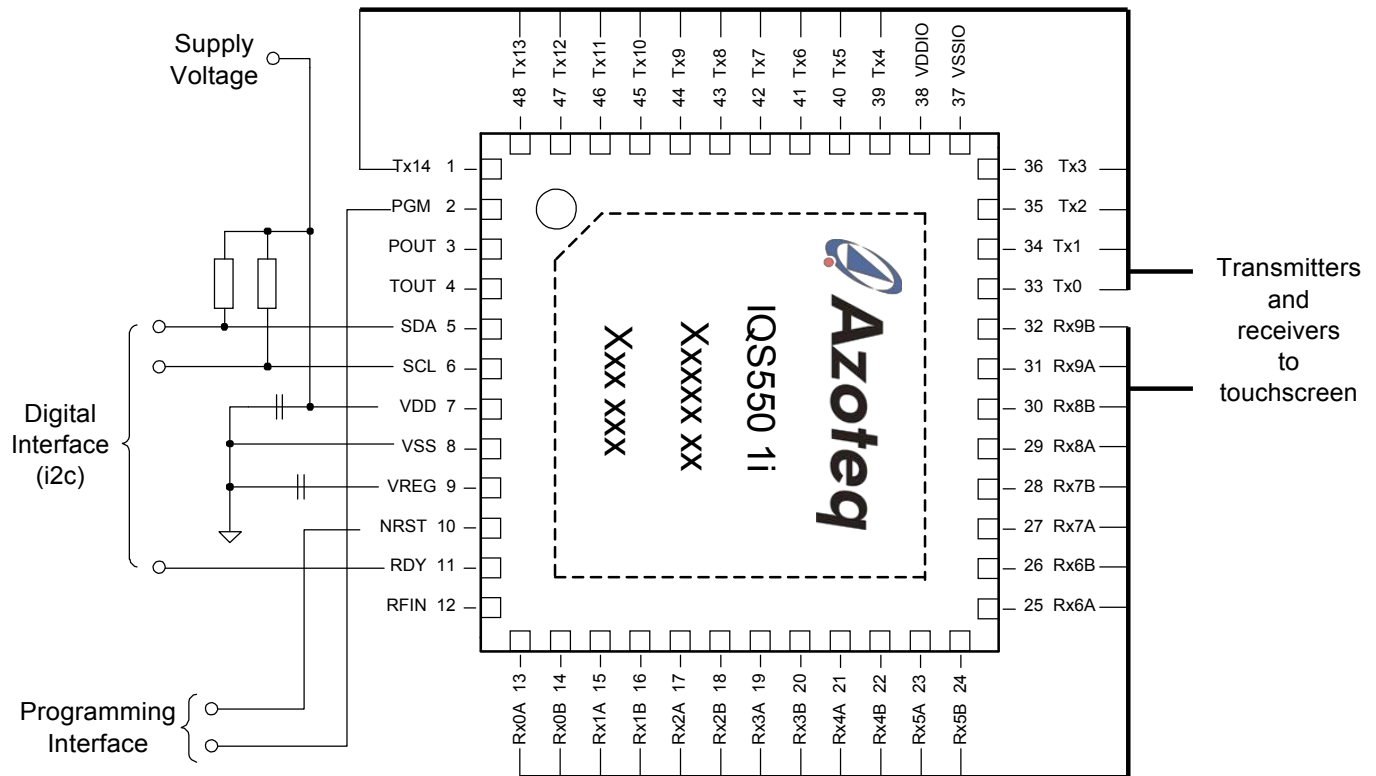 Supply
Voltage
48 Tx13
47 Tx12
46 Tx11
45 Tx10
44 Tx9
43 Tx8
42 Tx7
41 Tx6
40 Tx5
39 Tx4
38 VDDIO
37 VSSIO
Tx14 1
PGM 2
POUT 3
TOUT 4
SDA 5
SCL 6
VDD 7
VSS 8
VREG 9
NRST 10
RDY 11
RFIN 12
Digital
Interface
(i2c)
Programming
Interface
Azoteq
IQS550 1i
Xxxxx xx
Xxx xxx
36 Tx3
35 Tx2
34 Tx1
33 Tx0
32 Rx9B
31 Rx9A
30 Rx8B
29 Rx8A
28 Rx7B
27 Rx7A
26 Rx6B
25 Rx6A
Transmitters
and
receivers
to
touchscreen
Rx0A 13
Rx0B 14
Rx1A 15
Rx1B 16
Rx2A 17
Rx2B 18
Rx3A 19
Rx3B 20
Rx4A 21
Rx4B 22
Rx5A 23
Rx5B 24